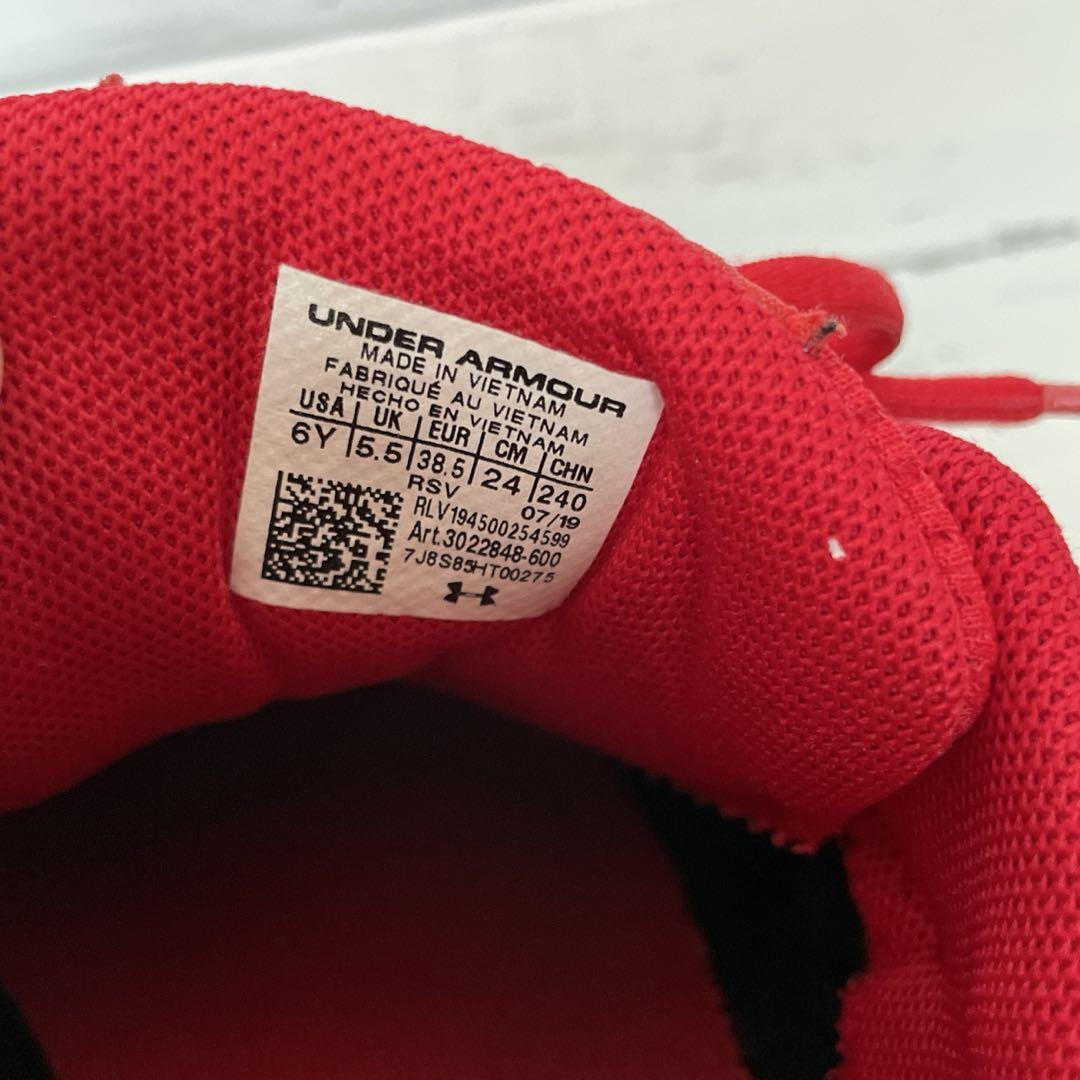 UNDER ARMOUR
MADE IN VIETNAM
FABRIQUÉ AU VIETNAM
HECHO EN VIETNAM
USA | UK | EUR | CM | CHN
6Y | 5.5 | 38.5 | 24 | 240
RSV 07/19
RLV194500254599
Art.3022848-600
7J8S85HT00275